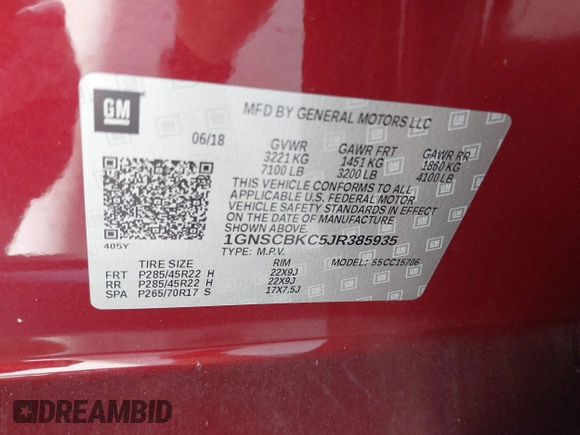 GM
MFD BY GENERAL MOTORS LLC
06/18 GVWR GAWR FRT GAWR RR
3221 KG 1451 KG 1860 KG
7100 LB 3200 LB 4100 LB
THIS VEHICLE CONFORMS TO ALL
APPLICABLE U.S. FEDERAL MOTOR
VEHICLE SAFETY STANDARDS IN EFFECT
ON THE DATE OF MANUFACTURE
SHOWN ABOVE.
405Y 1GNSCBKC5JR385935
TYPE: M.P.V. MODEL: S5CC15706
TIRE SIZE RIM
FRT P285/45R22 H 22X9J
RR P285/45R22 H 22X9J
SPA P265/70R17 S 17X7.5J
DREAMBID